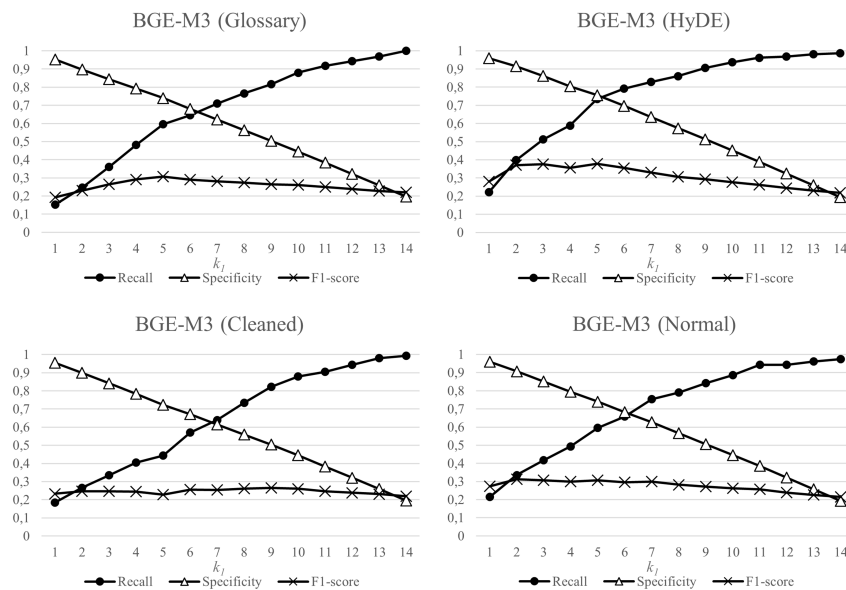 BGE-M3 (Glossary)
1
0,9
0,8
0,7
0,6
0,5
0,4
0,3
0,2
0,1
0
1 2 3 4 5 6 7 8 9 10 11 12 13 14
k1
Recall Specificity F1-score
BGE-M3 (HyDE)
1
0,9
0,8
0,7
0,6
0,5
0,4
0,3
0,2
0,1
0
1 2 3 4 5 6 7 8 9 10 11 12 13 14
k1
Recall Specificity F1-score
BGE-M3 (Cleaned)
1
0,9
0,8
0,7
0,6
0,5
0,4
0,3
0,2
0,1
0
1 2 3 4 5 6 7 8 9 10 11 12 13 14
k1
Recall Specificity F1-score
BGE-M3 (Normal)
1
0,9
0,8
0,7
0,6
0,5
0,4
0,3
0,2
0,1
0
1 2 3 4 5 6 7 8 9 10 11 12 13 14
k1
Recall Specificity F1-score